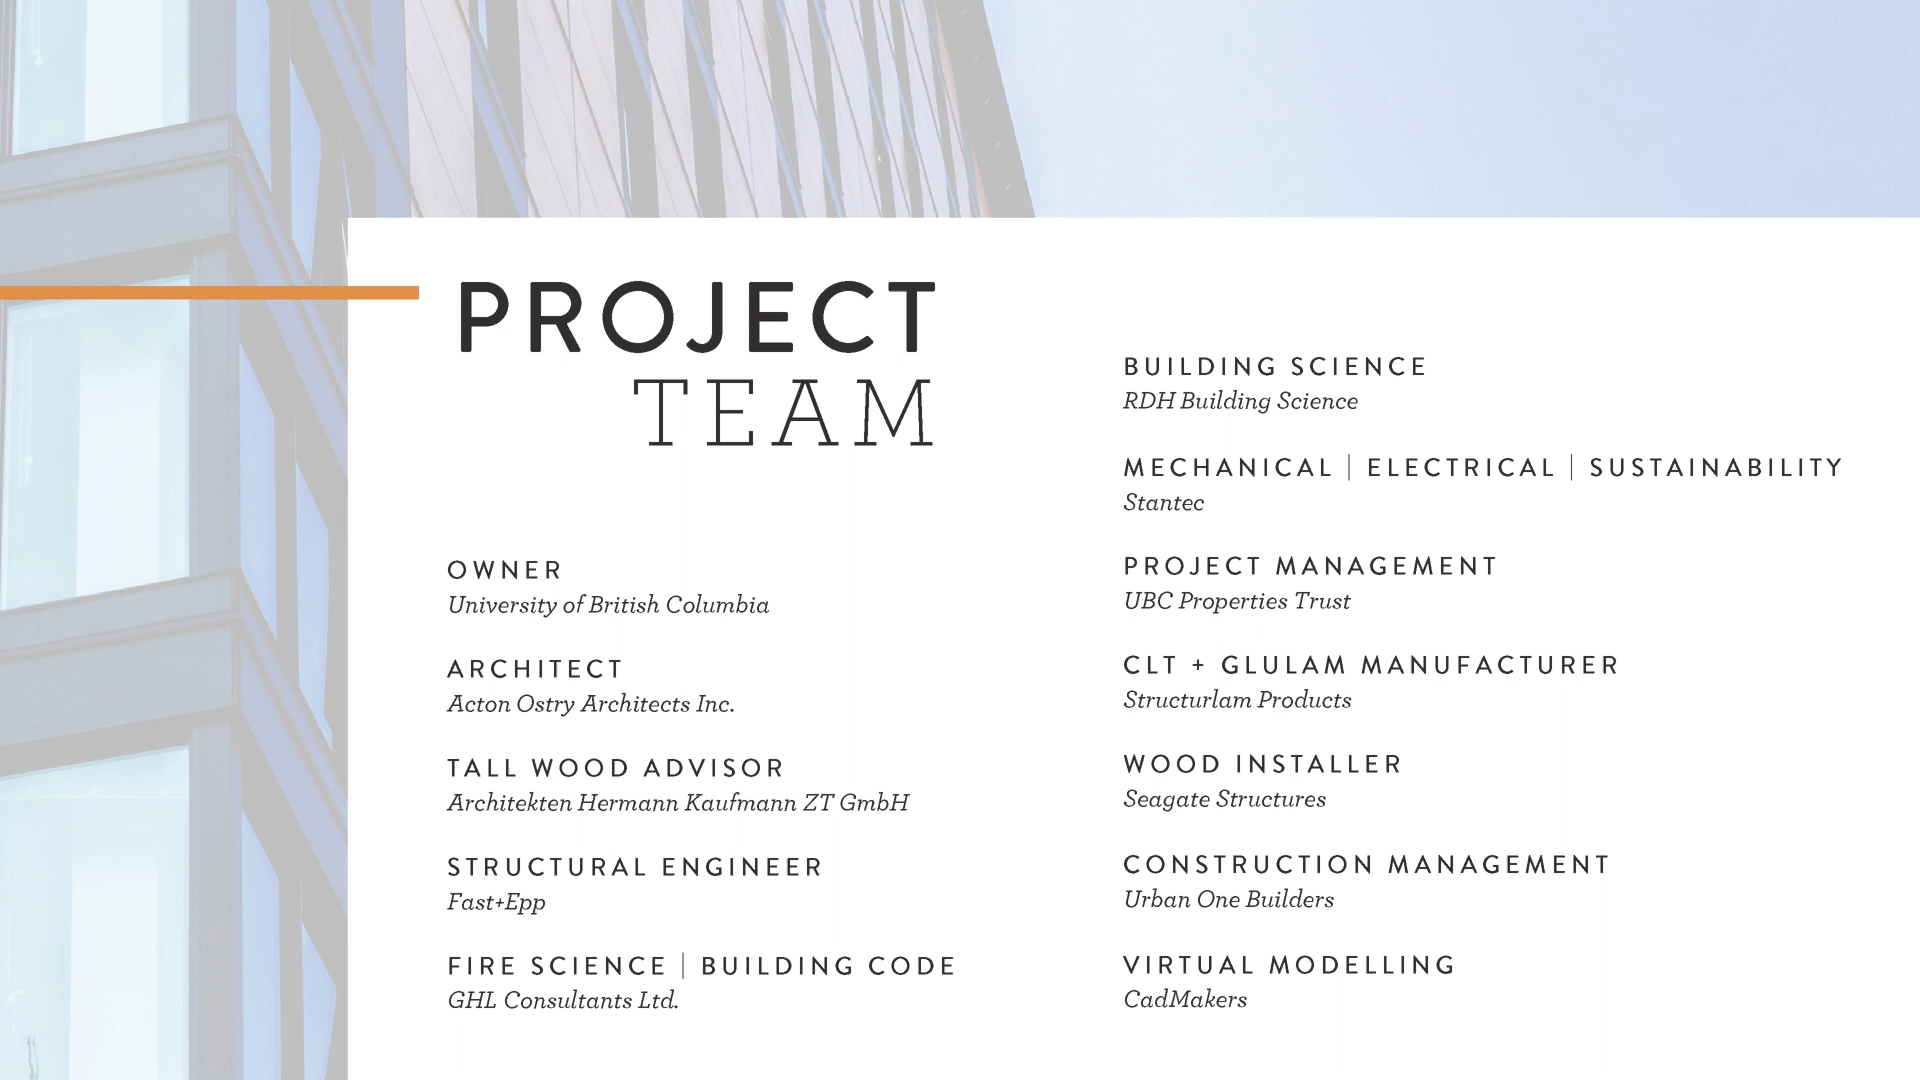 PROJECT
TEAM
OWNER
University of British Columbia
ARCHITECT
Acton Ostry Architects Inc.
TALL WOOD ADVISOR
Architekten Hermann Kaufmann ZT GmbH
STRUCTURAL ENGINEER
Fast+Epp
FIRE SCIENCE | BUILDING CODE
GHL Consultants Ltd.
BUILDING SCIENCE
RDH Building Science
MECHANICAL | ELECTRICAL | SUSTAINABILITY
Stantec
PROJECT MANAGEMENT
UBC Properties Trust
CLT + GLULAM MANUFACTURER
Structurlam Products
WOOD INSTALLER
Seagate Structures
CONSTRUCTION MANAGEMENT
Urban One Builders
VIRTUAL MODELLING
CadMakers